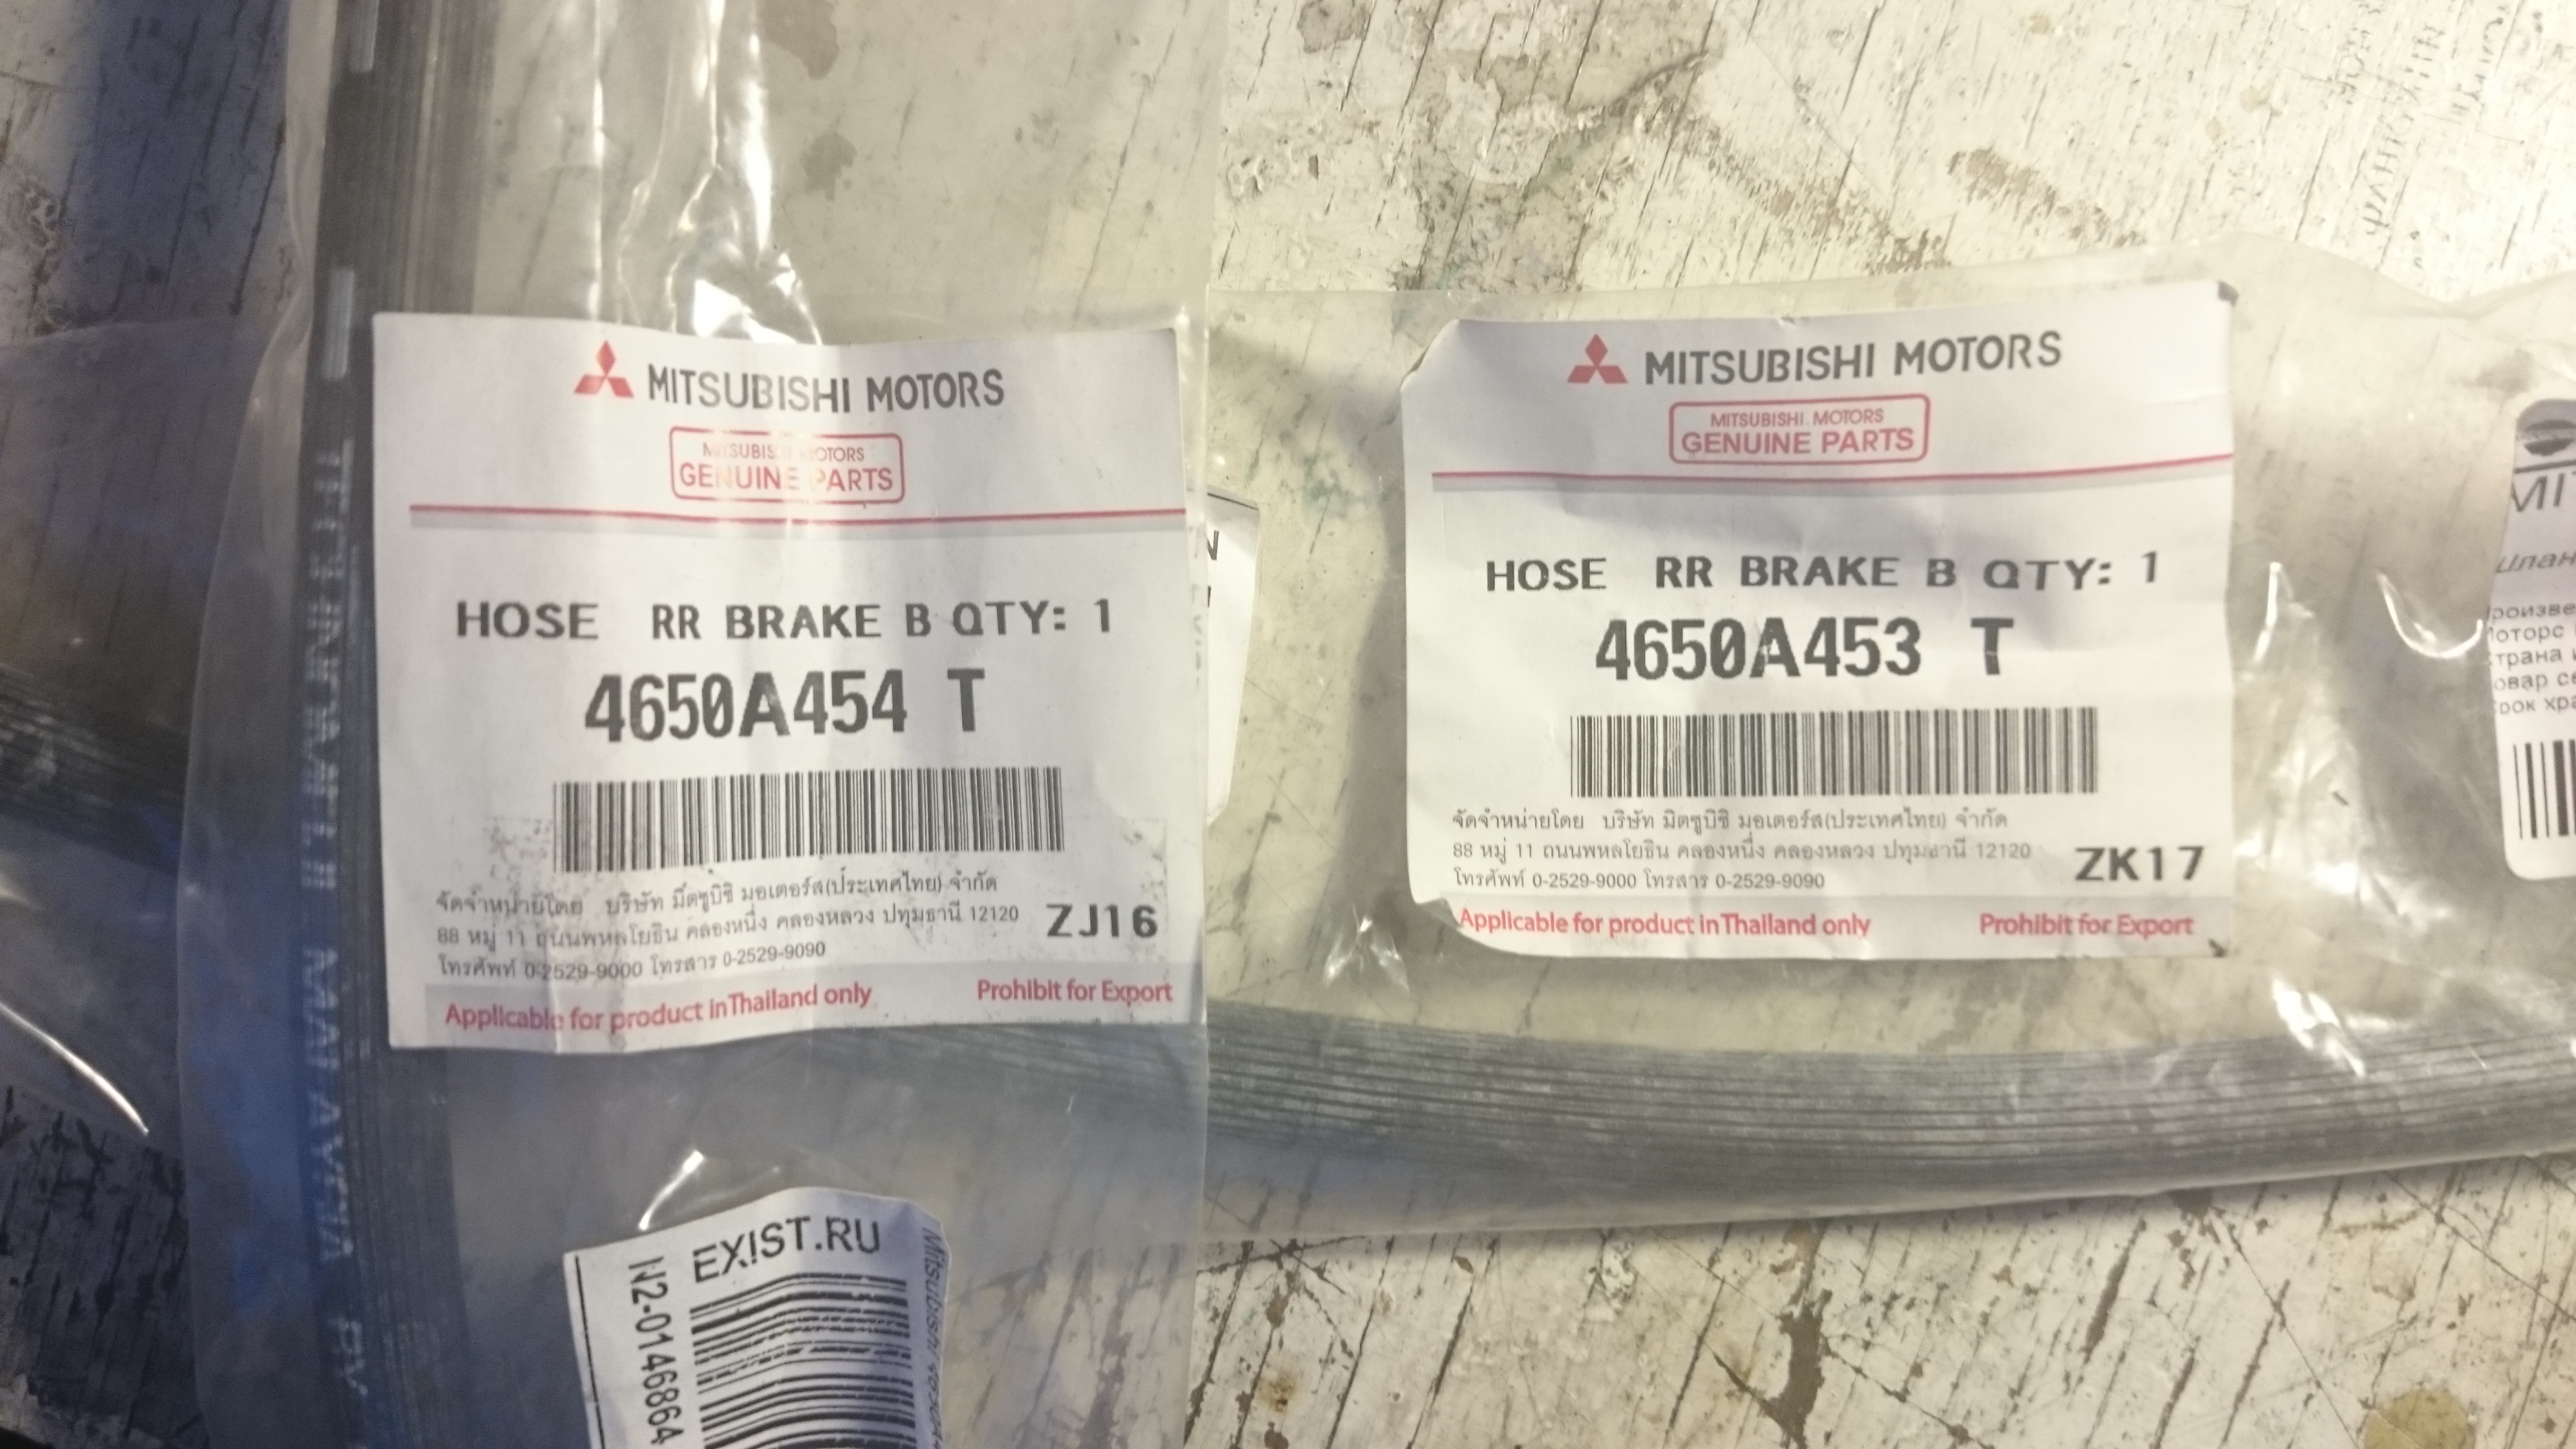 MITSUBISHI MOTORS
MITSUBISHI MOTORS
GENUINE PARTS
HOSE RR BRAKE B QTY: 1
4650A454 T
จัดจำหน่ายโดย บริษัท มิตซูบิชิ มอเตอร์ส(ประเทศไทย) จำกัด
88 หมู่ 11 ถนนพหลโยธิน คลองหนึ่ง คลองหลวง ปทุมธานี 12120
โทรศัพท์ 0-2529-9000 โทรสาร 0-2529-9090
ZJ16
Applicable for product in Thailand only
Prohibit for Export
EXIST.RU
N2-0146864
MITSUBISHI MOTORS
MITSUBISHI MOTORS
GENUINE PARTS
HOSE RR BRAKE B QTY: 1
4650A453 T
จัดจำหน่ายโดย บริษัท มิตซูบิชิ มอเตอร์ส(ประเทศไทย) จำกัด
88 หมู่ 11 ถนนพหลโยธิน คลองหนึ่ง คลองหลวง ปทุมธานี 12120
โทรศัพท์ 0-2529-9000 โทรสาร 0-2529-9090
ZK17
Applicable for product in Thailand only
Prohibit for Export